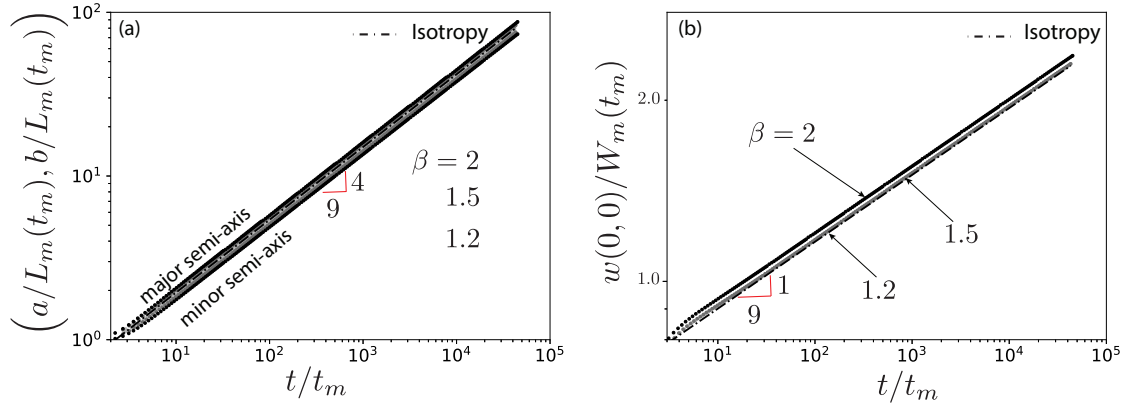 (a)
Isotropy
(a/L_m(t_m), b/L_m(t_m))
10^2
10^1
10^0
major semi-axis
minor semi-axis
4
9
β = 2
1.5
1.2
10^1 10^2 10^3 10^4 10^5
t/t_m
(b)
Isotropy
w(0, 0)/W_m(t_m)
2.0
1.0
β = 2
1.5
1.2
1
9
10^1 10^2 10^3 10^4 10^5
t/t_m